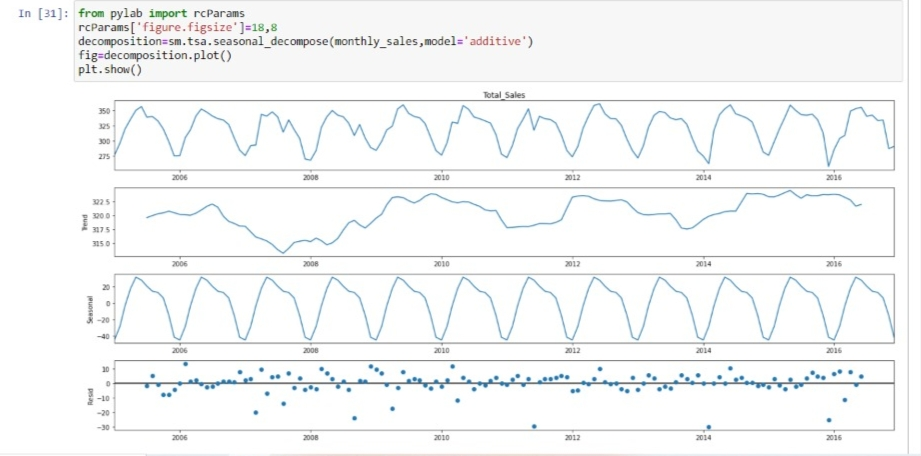 In [31]: from pylab import rcParams
rcParams['figure.figsize']=18,8
decomposition=sm.tsa.seasonal_decompose(monthly_sales,model='additive')
fig=decomposition.plot()
plt.show()
Total_Sales
350
325
300
275
2006 2008 2010 2012 2014 2016
Trend
322.5
320.0
317.5
315.0
2006 2008 2010 2012 2014 2016
Seasonal
20
0
−20
−40
2006 2008 2010 2012 2014 2016
Resid
10
0
−10
−20
−30
2006 2008 2010 2012 2014 2016